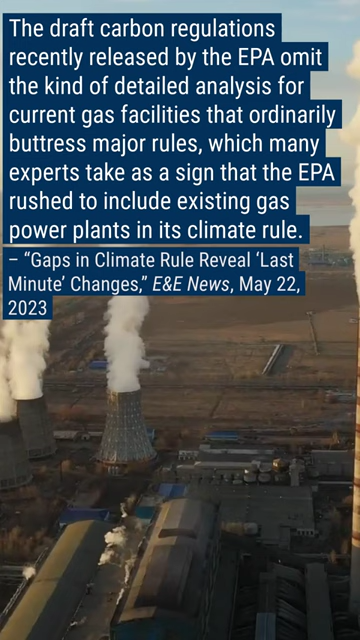 The draft carbon regulations
recently released by the EPA omit
the kind of detailed analysis for
current gas facilities that ordinarily
buttress major rules, which many
experts take as a sign that the EPA
rushed to include existing gas
power plants in its climate rule.
– “Gaps in Climate Rule Reveal ‘Last
Minute’ Changes,” E&E News, May 22,
2023